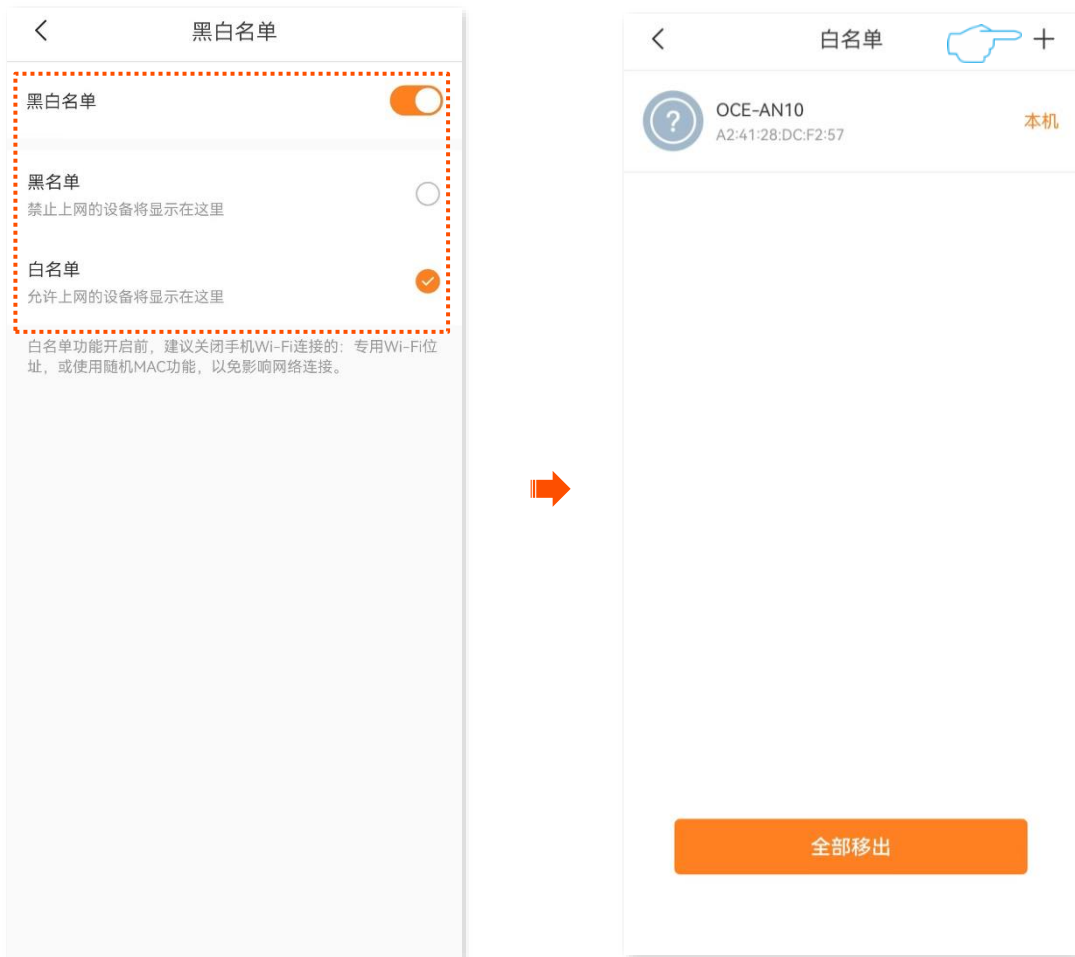 黑白名单
黑白名单
黑名单
禁止上网的设备将显示在这里
白名单
允许上网的设备将显示在这里
白名单功能开启前，建议关闭手机Wi-Fi连接的：专用Wi-Fi位
址，或使用随机MAC功能，以免影响网络连接。
白名单
OCE-AN10
A2:41:28:DC:F2:57
本机
全部移出